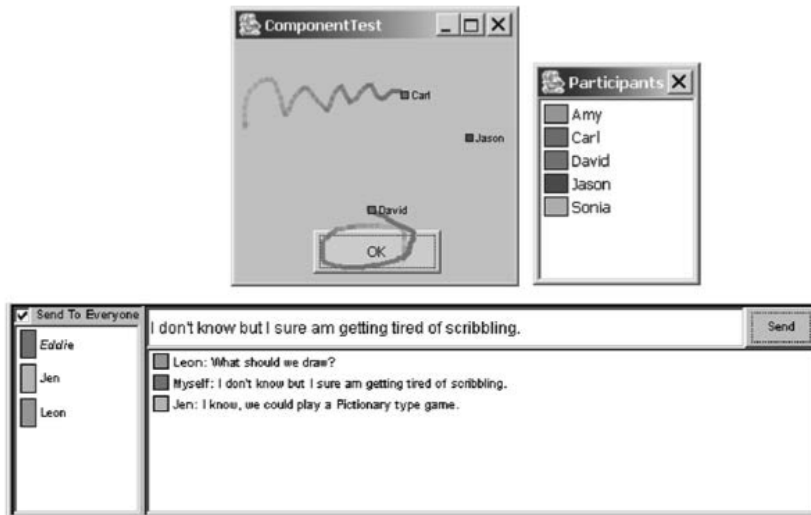 ComponentTest
Carl
Jason
David
OK
Participants
Amy
Carl
David
Jason
Sonia
Send To Everyone
Eddie
Jen
Leon
I don't know but I sure am getting tired of scribbling.
Send
Leon: What should we draw?
Myself: I don't know but I sure am getting tired of scribbling.
Jen: I know, we could play a Pictionary type game.